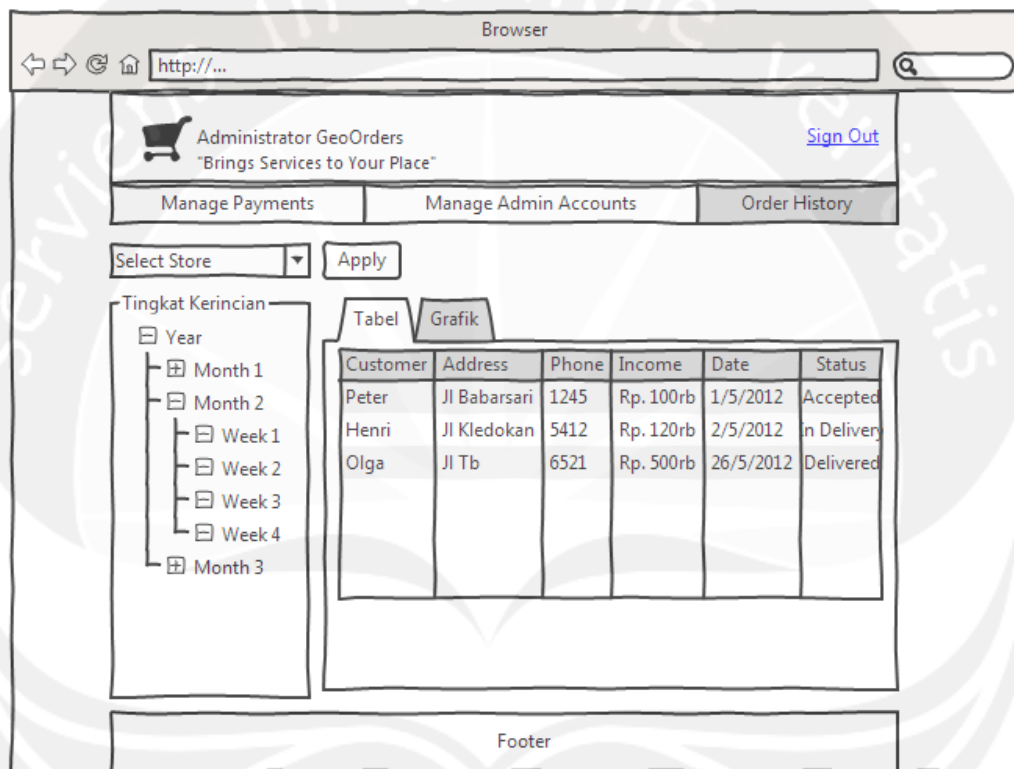 Browser
http://...
Administrator GeoOrders
"Brings Services to Your Place"
Sign Out
Manage Payments Manage Admin Accounts Order History
Select Store Apply
Tingkat Kerincian
Year
Month 1
Month 2
Week 1
Week 2
Week 3
Week 4
Month 3
Tabel Grafik
Customer Address Phone Income Date Status
Peter Jl Babarsari 1245 Rp. 100rb 1/5/2012 Accepted
Henri Jl Kledokan 5412 Rp. 120rb 2/5/2012 In Delivery
Olga Jl Tb 6521 Rp. 500rb 26/5/2012 Delivered
Footer
serviens in lumine veritatis